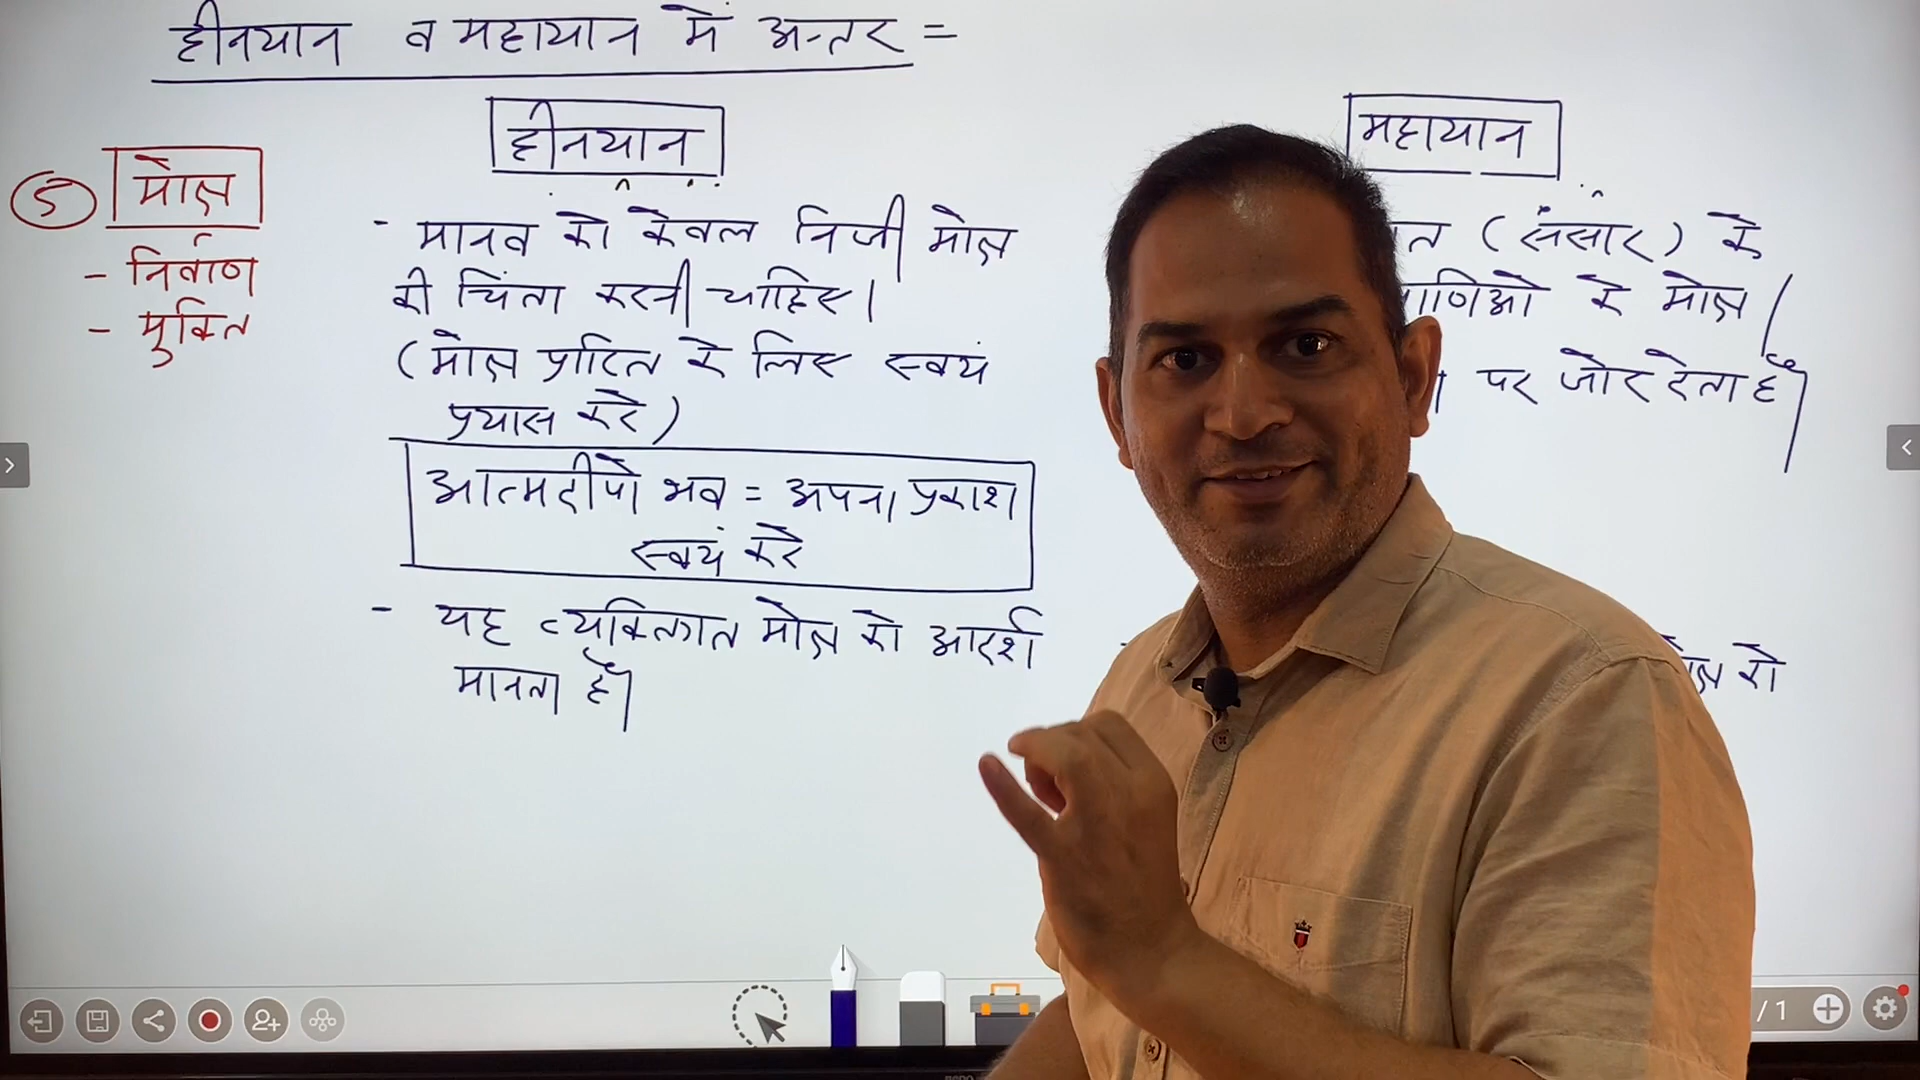 हीनयान व महायान में अन्तर =
हीनयान
महायान
5 मोक्ष
- निर्वाण
- मुक्ति
- मानव को केवल निजी मोक्ष
की चिंता करनी चाहिए।
(मोक्ष प्राप्ति के लिए स्वयं
प्रयास करे)
आत्मदीपो भव = अपना प्रकाश
स्वयं करे
- यह व्यक्तिगत मोक्ष को आदर्श
मानता है।
(संसार) के
के मोक्ष
पर जोर देता है।
को
/ 1